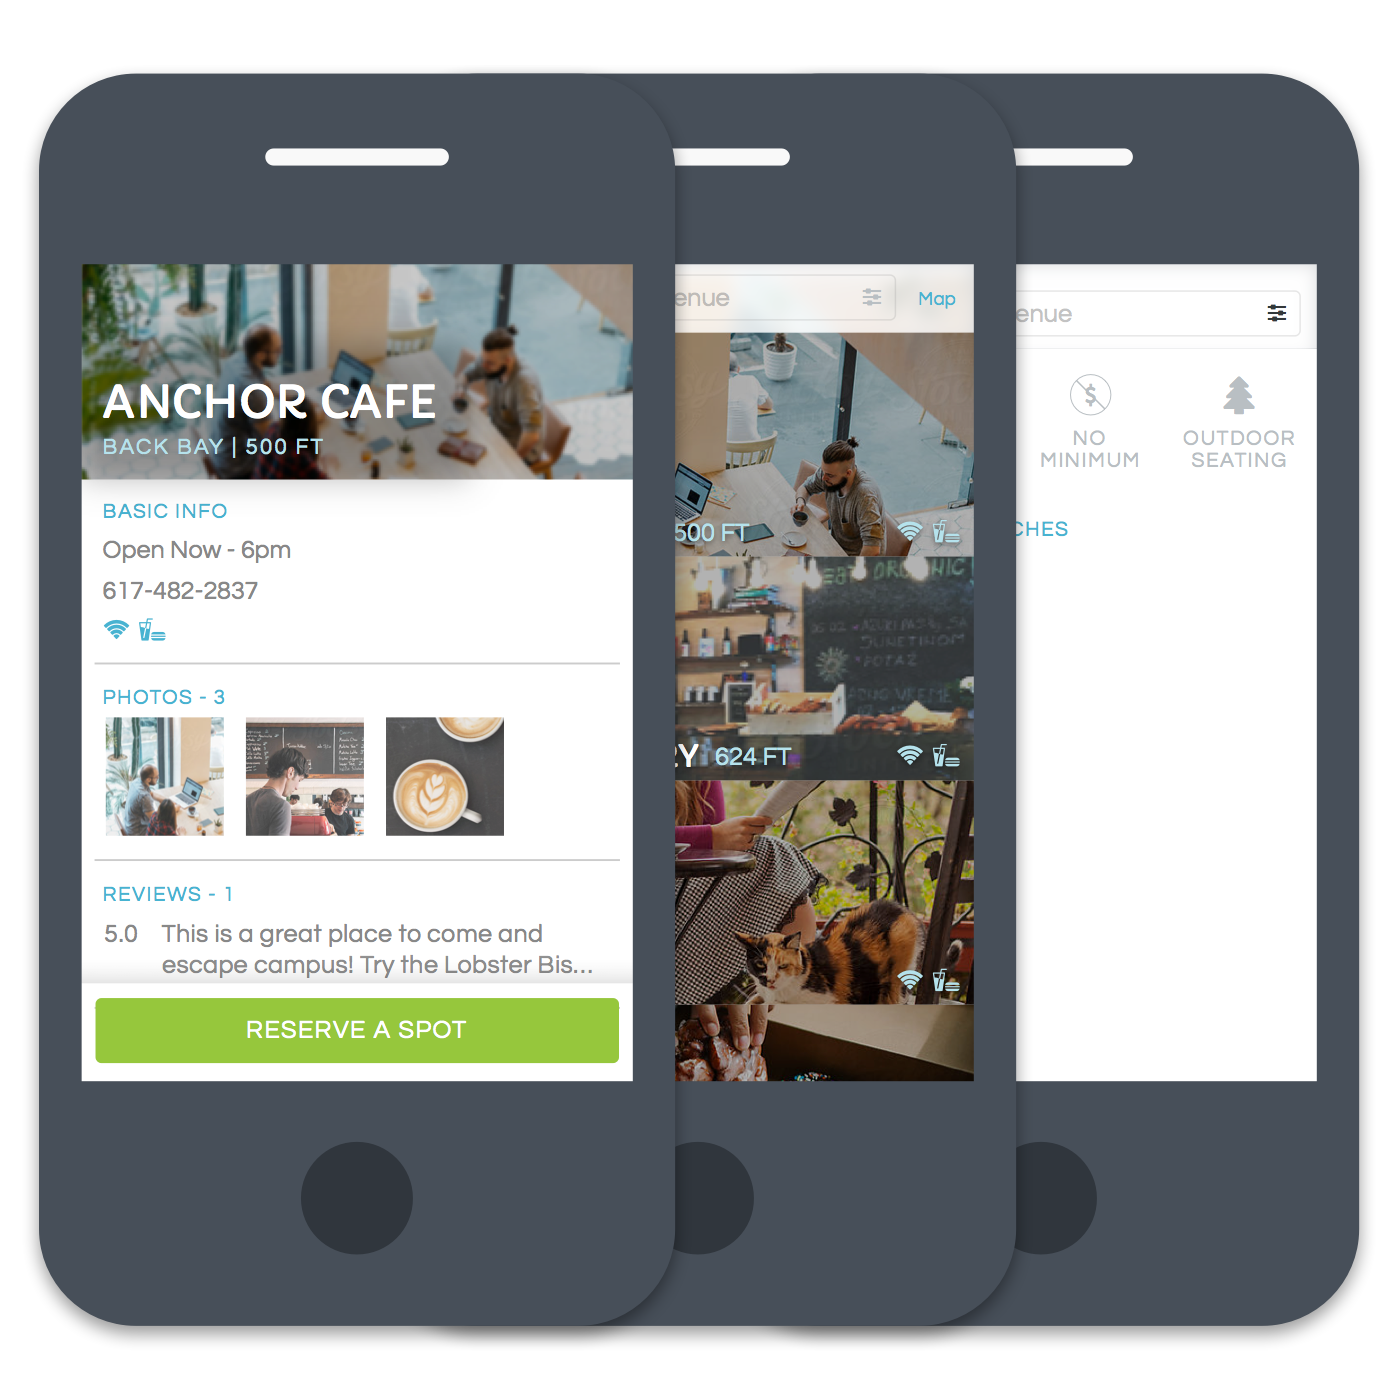 ANCHOR CAFE
BACK BAY | 500 FT
BASIC INFO
Open Now - 6pm
617-482-2837
PHOTOS - 3
REVIEWS - 1
5.0 This is a great place to come and
escape campus! Try the Lobster Bis...
RESERVE A SPOT
enue
Map
500 FT
RY 624 FT
enue
NO
MINIMUM
OUTDOOR
SEATING
CHES